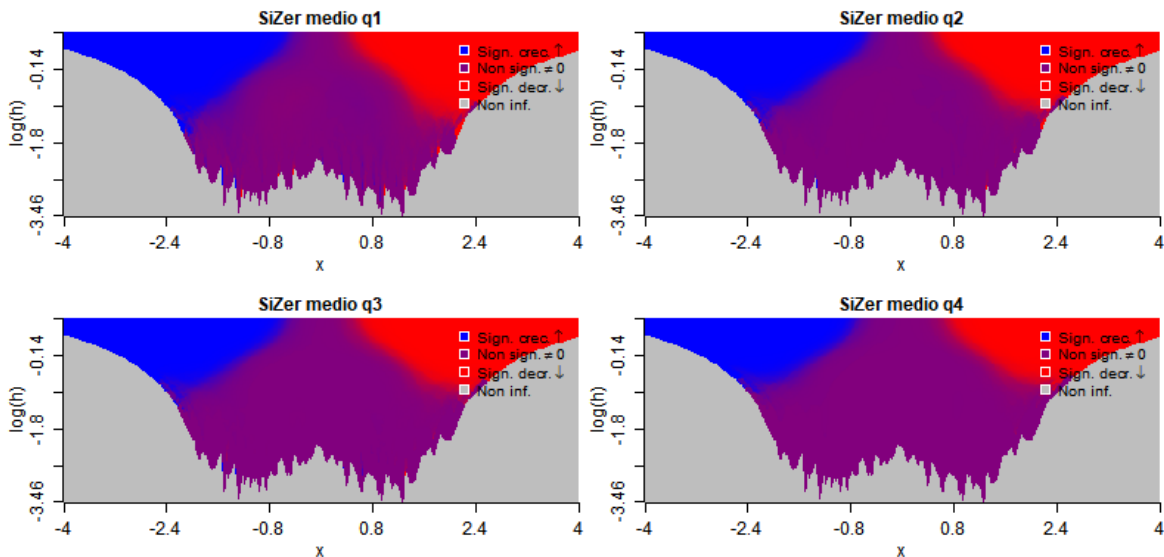 SiZer medio q1
log(h)
-0.14
-1.8
-3.46
Sign. crec. ↑
Non sign. ≠ 0
Sign. decr. ↓
Non inf.
-4 -2.4 -0.8 0.8 2.4 4
x
SiZer medio q2
log(h)
-0.14
-1.8
-3.46
Sign. crec. ↑
Non sign. ≠ 0
Sign. decr. ↓
Non inf.
-4 -2.4 -0.8 0.8 2.4 4
x
SiZer medio q3
log(h)
-0.14
-1.8
-3.46
Sign. crec. ↑
Non sign. ≠ 0
Sign. decr. ↓
Non inf.
-4 -2.4 -0.8 0.8 2.4 4
x
SiZer medio q4
log(h)
-0.14
-1.8
-3.46
Sign. crec. ↑
Non sign. ≠ 0
Sign. decr. ↓
Non inf.
-4 -2.4 -0.8 0.8 2.4 4
x